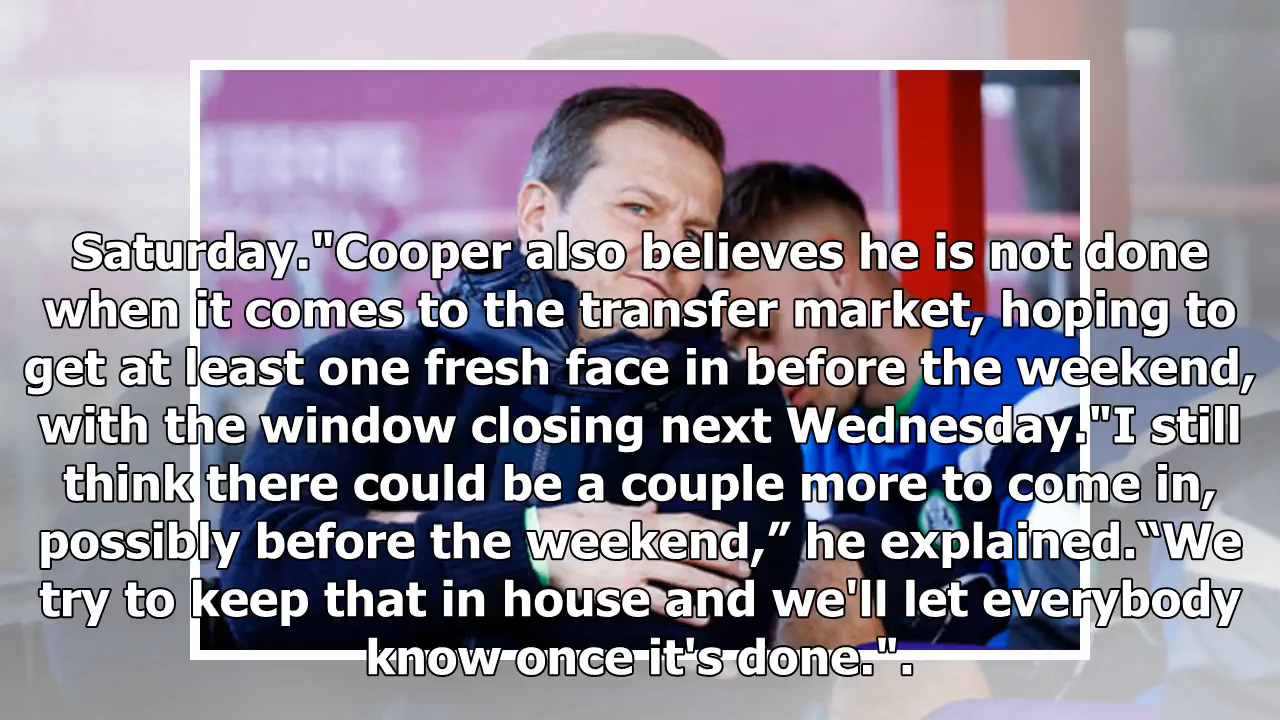 Saturday."Cooper also believes he is not done
when it comes to the transfer market, hoping to
get at least one fresh face in before the weekend,
with the window closing next Wednesday."I still
think there could be a couple more to come in,
possibly before the weekend,” he explained.“We
try to keep that in house and we'll let everybody
know once it's done.".